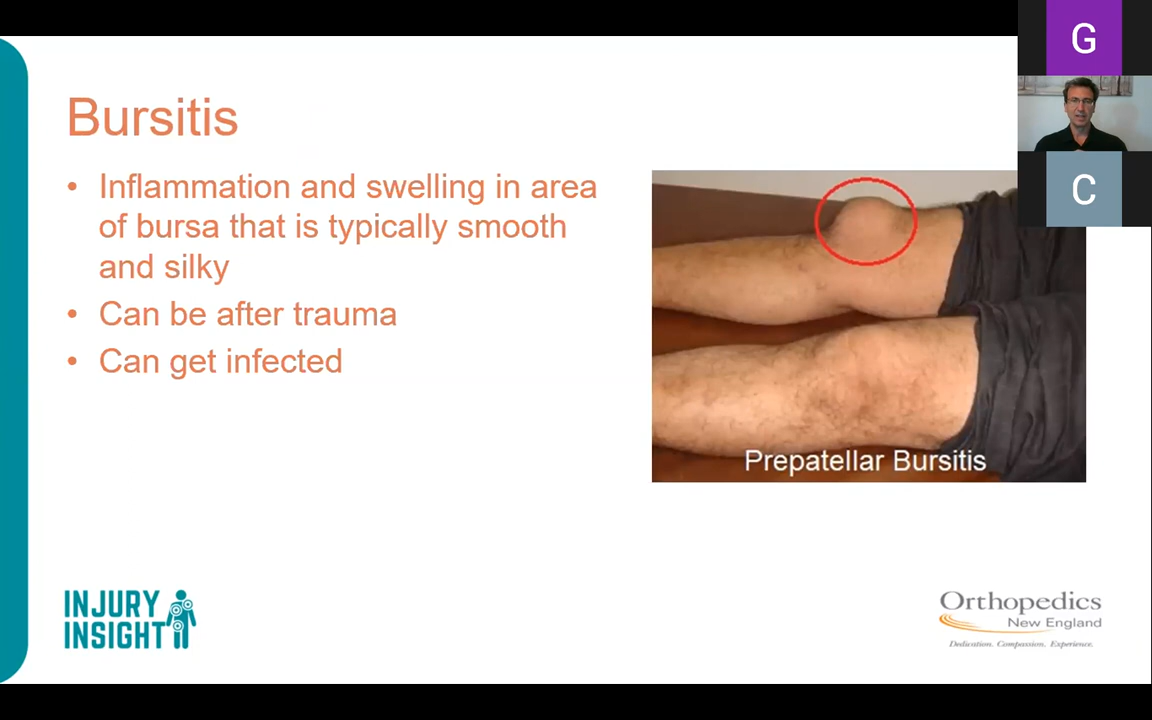 G
C
Bursitis
• Inflammation and swelling in area
of bursa that is typically smooth
and silky
• Can be after trauma
• Can get infected
Prepatellar Bursitis
INJURY
INSIGHT
Orthopedics
New England
Dedication. Compassion. Experience.